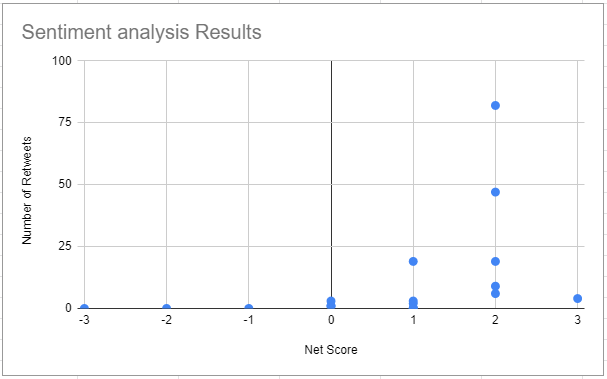 Sentiment analysis Results
100
75
50
25
0
Number of Retweets
-3 -2 -1 0 1 2 3
Net Score